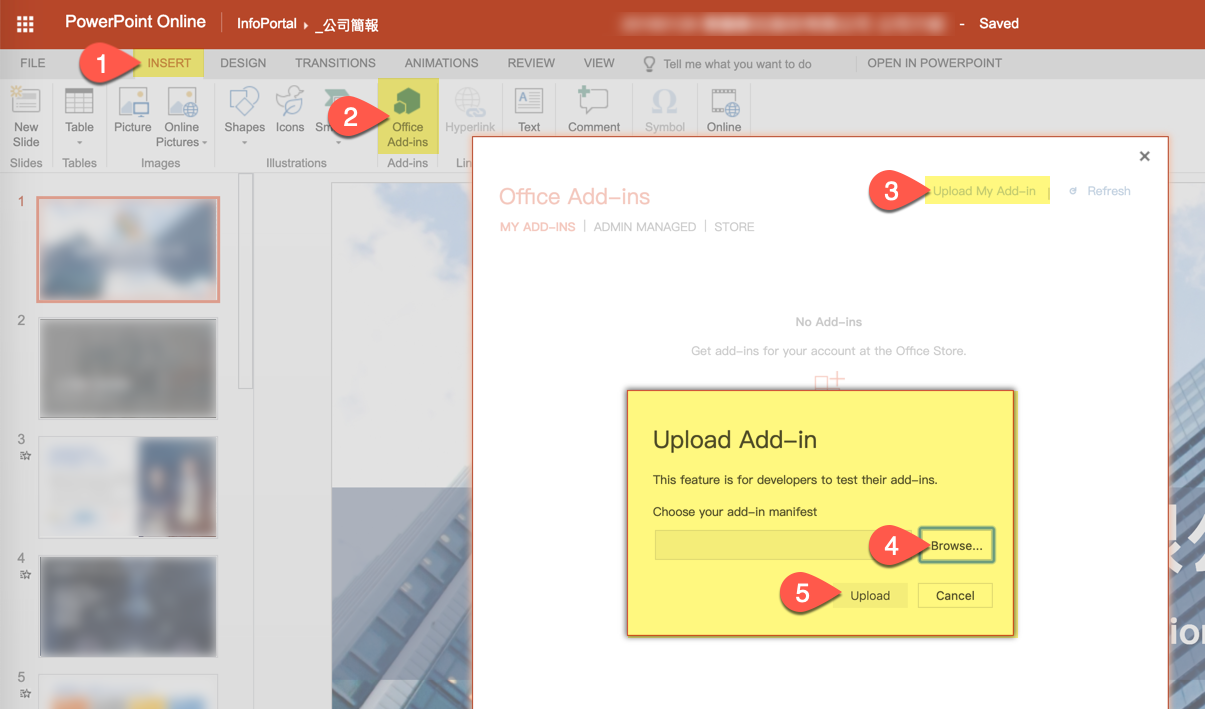 PowerPoint Online
InfoPortal ▸ _公司簡報
- Saved
1
FILE INSERT DESIGN TRANSITIONS ANIMATIONS REVIEW VIEW Tell me what you want to do OPEN IN POWERPOINT
2
New Slide
Table
Picture
Online Pictures
Shapes
Icons
Office Add-ins
Hyperlink
Text
Comment
Symbol
Online
Slides Tables Images Illustrations Add-ins
×
Office Add-ins
3
Upload My Add-in
Refresh
MY ADD-INS | ADMIN MANAGED | STORE
No Add-ins
Get add-ins for your account at the Office Store.
Upload Add-in
This feature is for developers to test their add-ins.
Choose your add-in manifest
4
Browse...
5
Upload
Cancel
1
2
3
4
5